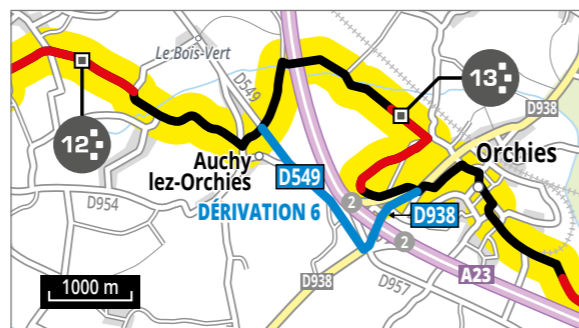 Le Bois-Vert
D549
13
D938
12
Auchy
lez-Orchies
D549
Orchies
D954
DÉRIVATION 6
2
D938
2
A23
1000 m
D938
D957